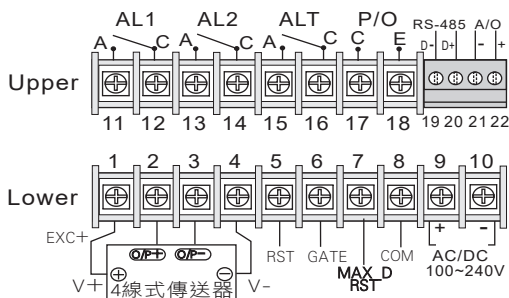 AL1 AL2 ALT P/O RS-485 A/O
A C A C A C C E D- D+ - +
Upper
11 12 13 14 15 16 17 18 19 20 21 22
1 2 3 4 5 6 7 8 9 10
Lower
EXC+ O/P+ O/P- RST GATE MAX_D RST COM + -
AC/DC
100~240V
V+ 4線式傳送器 V-